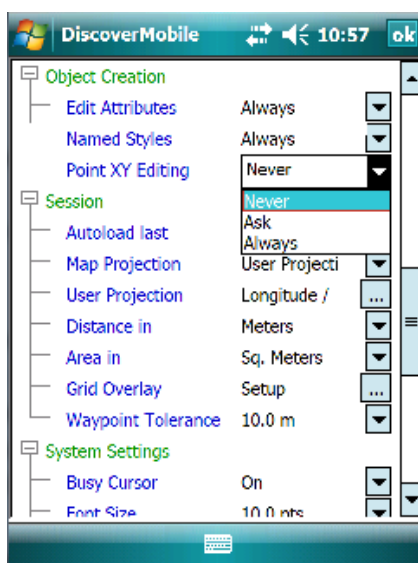 DiscoverMobile 10:57 ok
Object Creation
Edit Attributes Always
Named Styles Always
Point XY Editing Never
Never
Session
Ask
Autoload last
Always
Map Projection User Projecti
User Projection Longitude / ...
Distance in Meters
Area in Sq. Meters
Grid Overlay Setup ...
Waypoint Tolerance 10.0 m
System Settings
Busy Cursor On
Font Size 10.0 pts